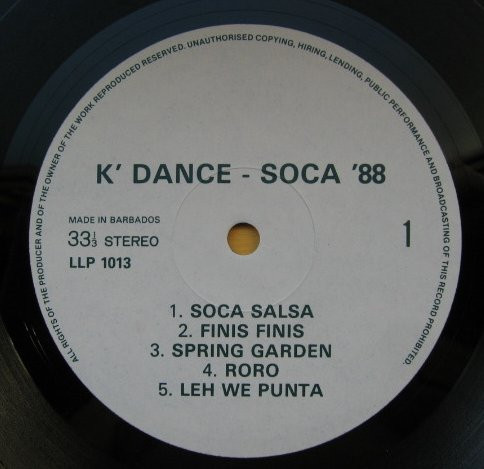 ALL RIGHTS OF THE PRODUCER AND OF THE OWNER OF THE WORK REPRODUCED RESERVED. UNAUTHORISED COPYING, HIRING, LENDING, PUBLIC PERFORMANCE AND BROADCASTING OF THIS RECORD PROHIBITED.
K' DANCE - SOCA '88
MADE IN BARBADOS
33⅓ STEREO
1
LLP 1013
1. SOCA SALSA
2. FINIS FINIS
3. SPRING GARDEN
4. RORO
5. LEH WE PUNTA